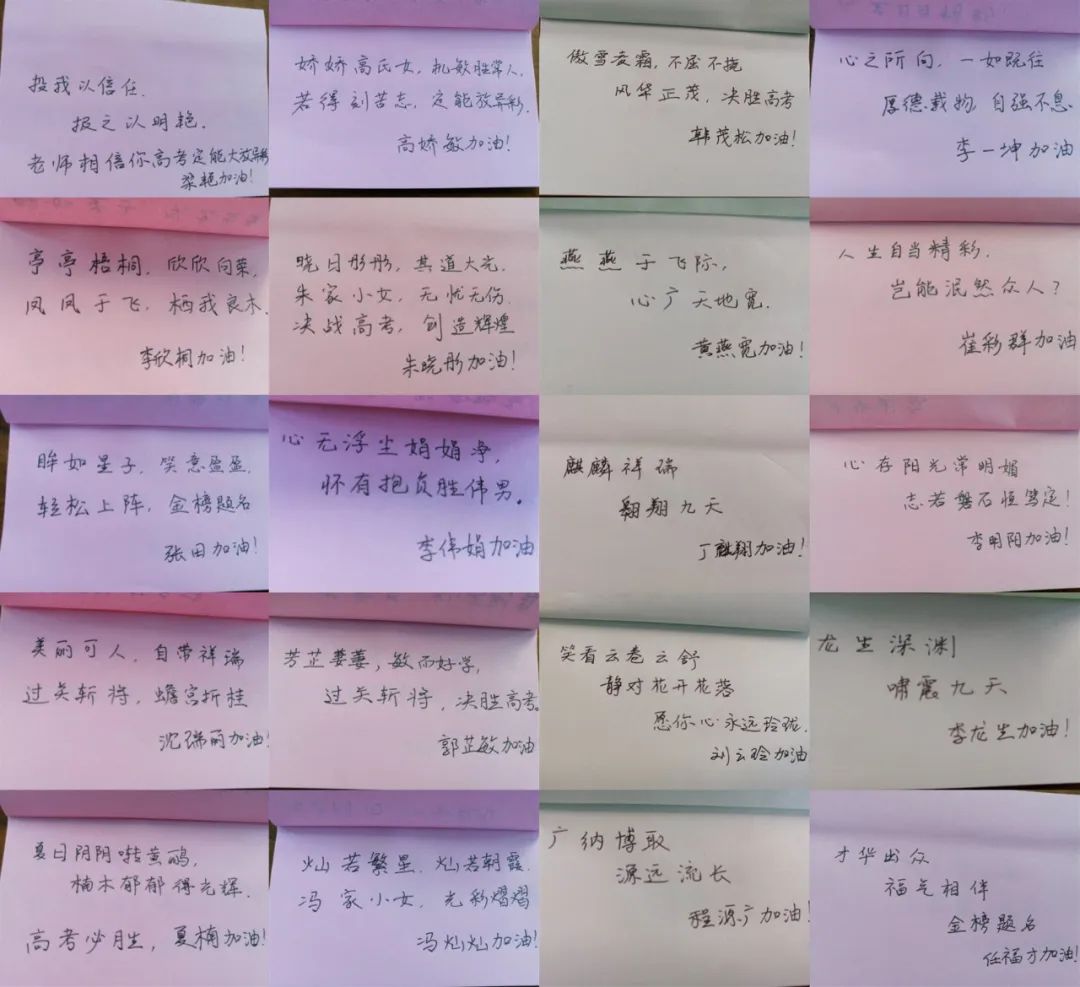 投我以信任.
报之以明艳.
老师相信你高考定能大放异彩
梁艳加油!
娇娇高氏女,机敏胜常人,
若得刻苦志,定能放异彩.
高娇敏加油!
傲雪凌霜,不屈不挠
风华正茂,决胜高考
韩茂松加油!
心之所向,一如既往
厚德载物,自强不息
李一坤加油
亭亭梧桐,欣欣向荣,
凤凤于飞,栖我良木.
李欣桐加油!
晓日彤彤,其道大光.
朱家小女,无忧无伤.
决战高考,创造辉煌
朱晓彤加油!
燕燕于飞际,
心广天地宽.
黄燕宽加油!
人生自当精彩.
岂能泯然众人?
崔彩群加油
眸如星子,笑意盈盈.
轻松上阵,金榜题名
张田加油!
心无浮尘娟娟净,
怀有抱负胜伟男。
李伟娟加油
麒麟祥瑞
翱翔九天
丁麒翔加油!
心存阳光常明媚
志若磐石恒笃定!
李明阳加油!
美丽可人,自带祥瑞
过关斩将,蟾宫折桂
沈瑞丽加油!
芳芷萋萋,敏而好学,
过关斩将,决胜高考。
郭芷敏加油
笑看云卷云舒
静对花开花落
愿你心永远玲珑.
刘云玲加油
龙生深渊
啸震九天
李龙生加油!
夏日阴阴啭黄鹂,
楠木郁郁得光辉.
高考必胜,夏楠加油!
灿若繁星,灿若朝霞.
冯家小女,光彩熠熠
冯灿灿加油!
广纳博取
源远流长
程源广加油!
才华出众
福气相伴
金榜题名
任福才加油!